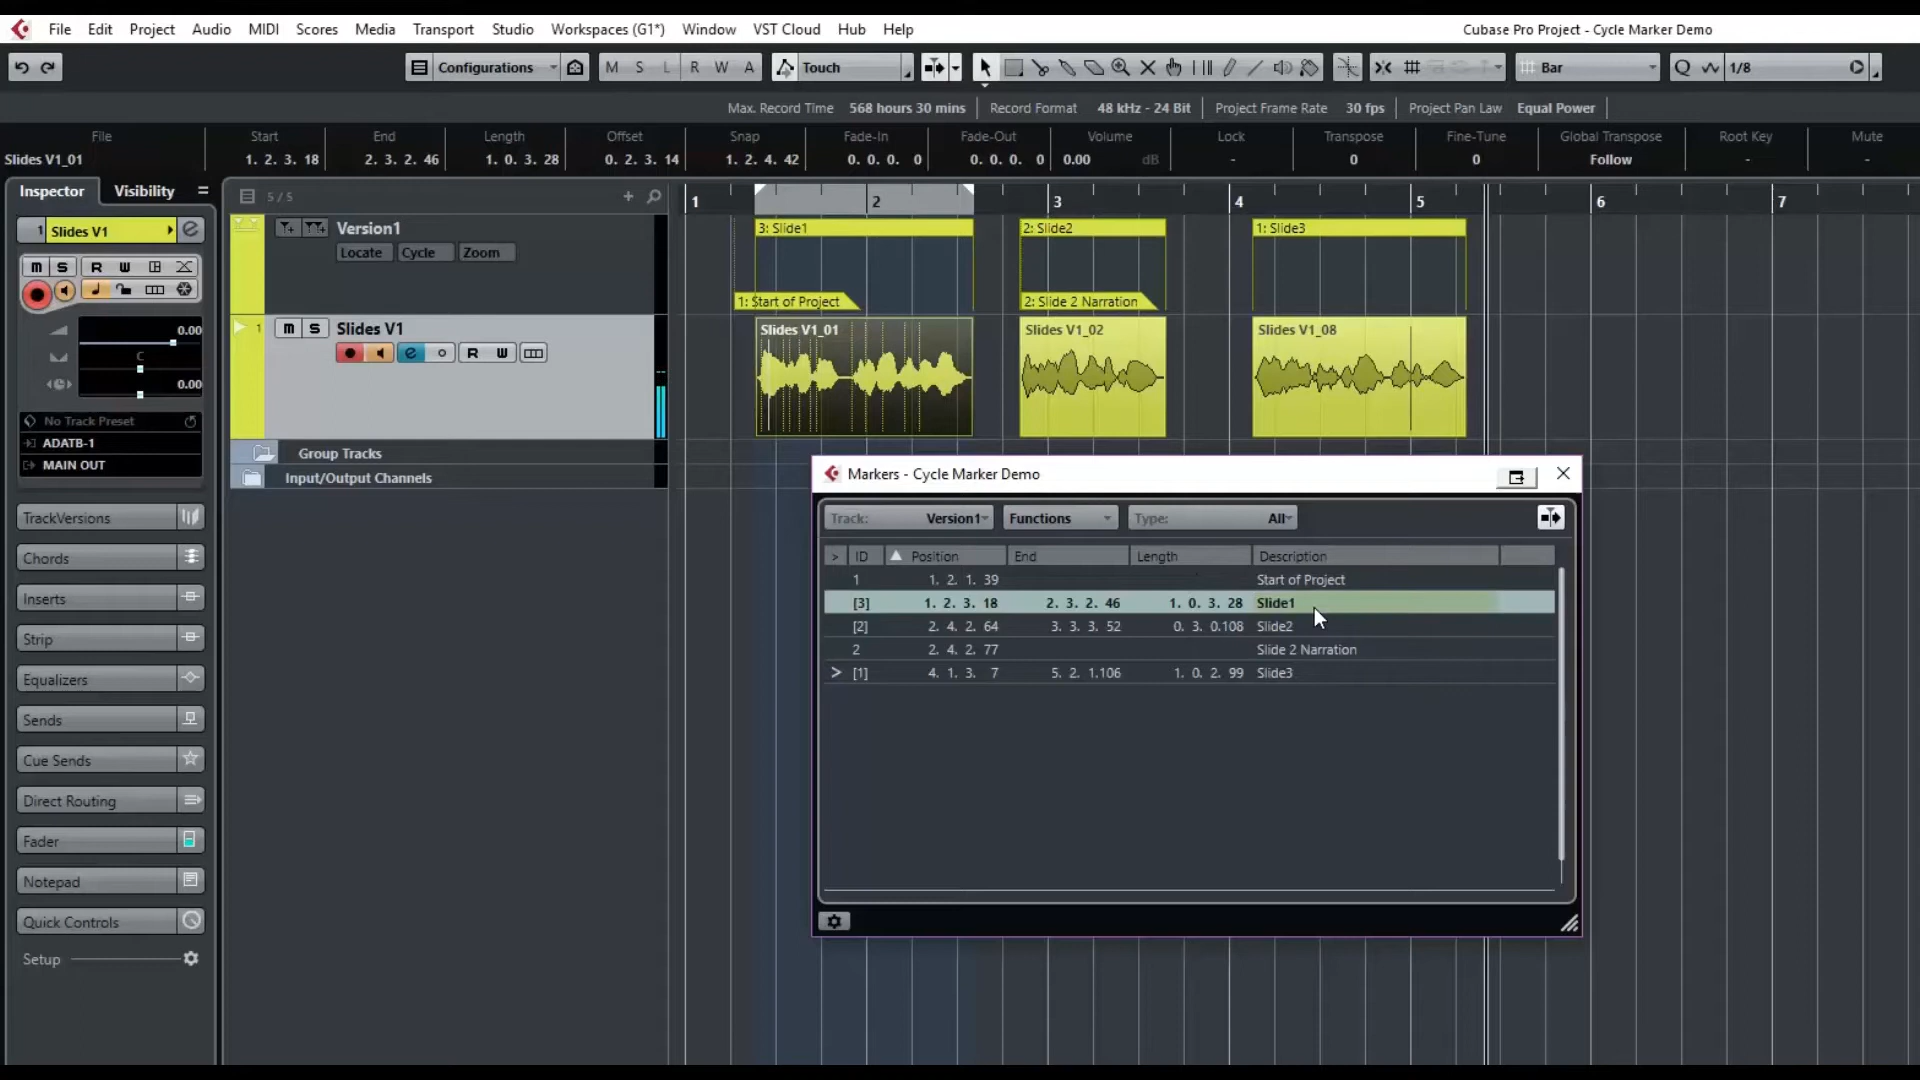 File Edit Project Audio MIDI Scores Media Transport Studio Workspaces (G1*) Window VST Cloud Hub Help Cubase Pro Project - Cycle Marker Demo
Configurations M S L R W A Touch Bar Q 1/8
Max. Record Time 568 hours 30 mins Record Format 48 kHz - 24 Bit Project Frame Rate 30 fps Project Pan Law Equal Power
File Start End Length Offset Snap Fade-In Fade-Out Volume Lock Transpose Fine-Tune Global Transpose Root Key Mute
Slides V1_01 1. 2. 3. 18 2. 3. 2. 46 1. 0. 3. 28 0. 2. 3. 14 1. 2. 4. 42 0. 0. 0. 0 0. 0. 0. 0 0.00 dB - 0 0 Follow - -
Inspector Visibility 5 / 5 + 1 2 3 4 5 6 7
1 Slides V1 e Version1 3: Slide1 2: Slide2 1: Slide3
Locate Cycle Zoom
M S R W
1: Start of Project 2: Slide 2 Narration
1 m S Slides V1 Slides V1_01 Slides V1_02 Slides V1_08
0.00
e R W
C
0.00
No Track Preset
ADATB-1
MAIN OUT
Group Tracks
Input/Output Channels
TrackVersions
Chords
Inserts
Strip
Equalizers
Sends
Cue Sends
Direct Routing
Fader
Notepad
Quick Controls
Setup
Markers - Cycle Marker Demo
Track: Version1 Functions Type: All
> ID Position End Length Description
1 1. 2. 1. 39 Start of Project
[3] 1. 2. 3. 18 2. 3. 2. 46 1. 0. 3. 28 Slide1
[2] 2. 4. 2. 64 3. 3. 3. 52 0. 3. 0.108 Slide2
2 2. 4. 2. 77 Slide 2 Narration
> [1] 4. 1. 3. 7 5. 2. 1.106 1. 0. 2. 99 Slide3